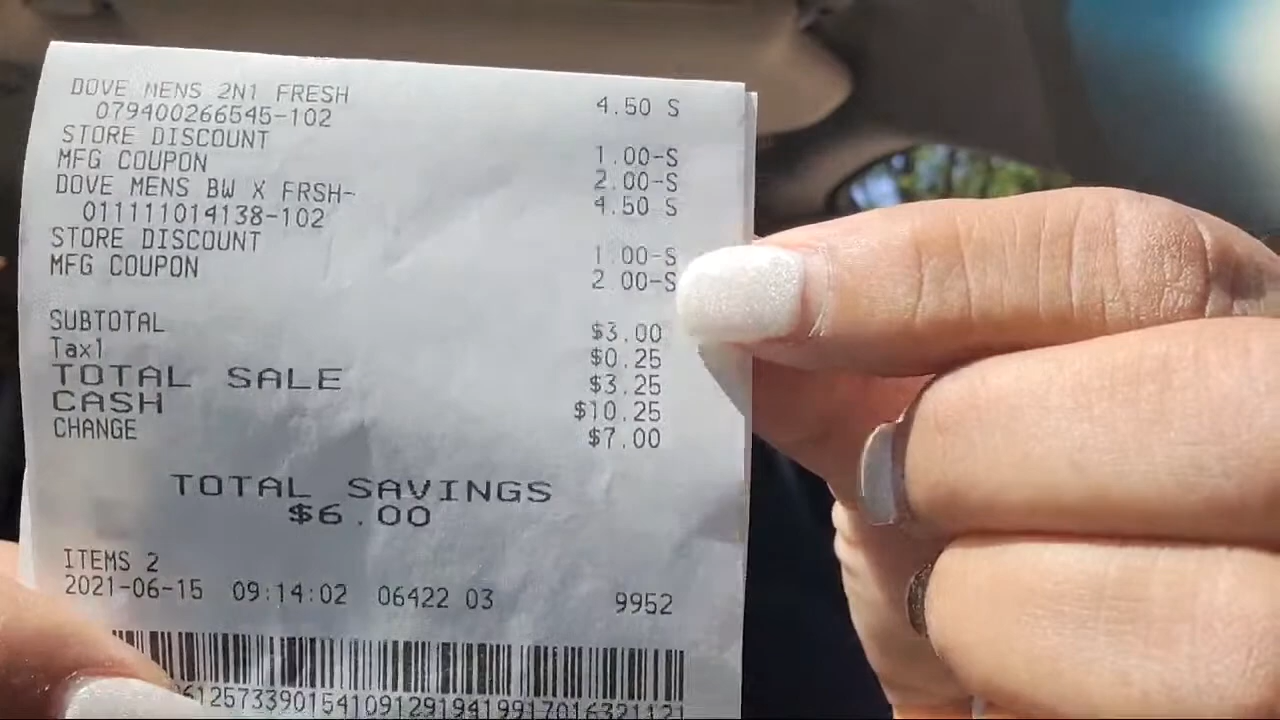 DOVE MENS 2N1 FRESH 4.50 S
079400266545-102
STORE DISCOUNT 1.00-S
MFG COUPON 2.00-S
DOVE MENS BW X FRSH- 4.50 S
011111014138-102
STORE DISCOUNT 1.00-S
MFG COUPON 2.00-S
SUBTOTAL $3.00
Tax1 $0.25
TOTAL SALE $3.25
CASH $10.25
CHANGE $7.00
TOTAL SAVINGS
$6.00
ITEMS 2
2021-06-15 09:14:02 06422 03 9952